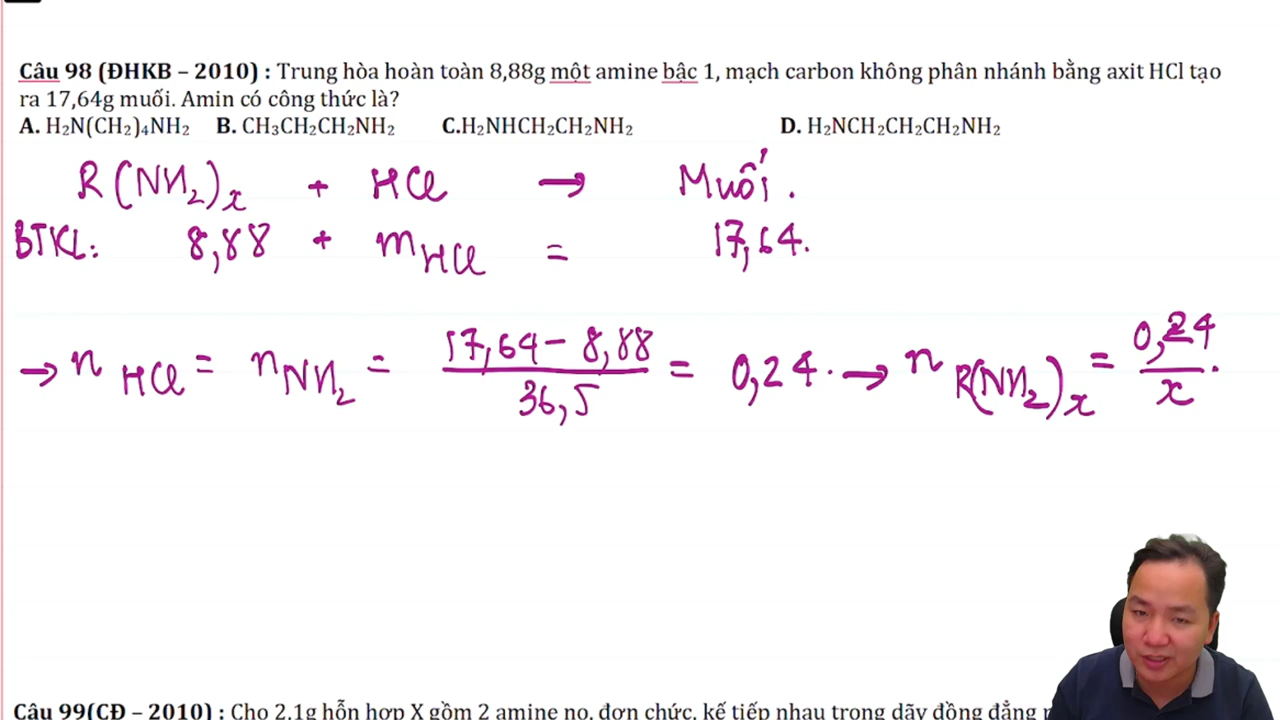 Câu 98 (ĐHKB – 2010) : Trung hòa hoàn toàn 8,88g một amine bậc 1, mạch carbon không phân nhánh bằng axit HCl tạo
ra 17,64g muối. Amin có công thức là?
A. H₂N(CH₂)₄NH₂ B. CH₃CH₂CH₂NH₂ C.H₂NHCH₂CH₂NH₂ D. H₂NCH₂CH₂CH₂NH₂
R(NH₂)ₓ + HCl → Muối.
BTKL: 8,88 + m HCl = 17,64.
→ n HCl = n NH₂ = (17,64 – 8,88)/36,5 = 0,24. → n R(NH₂)ₓ = 0,24/x.
Câu 99(CĐ – 2010) : Cho 2,1g hỗn hợp X gồm 2 amine no, đơn chức, kế tiếp nhau trong dãy đồng đẳng